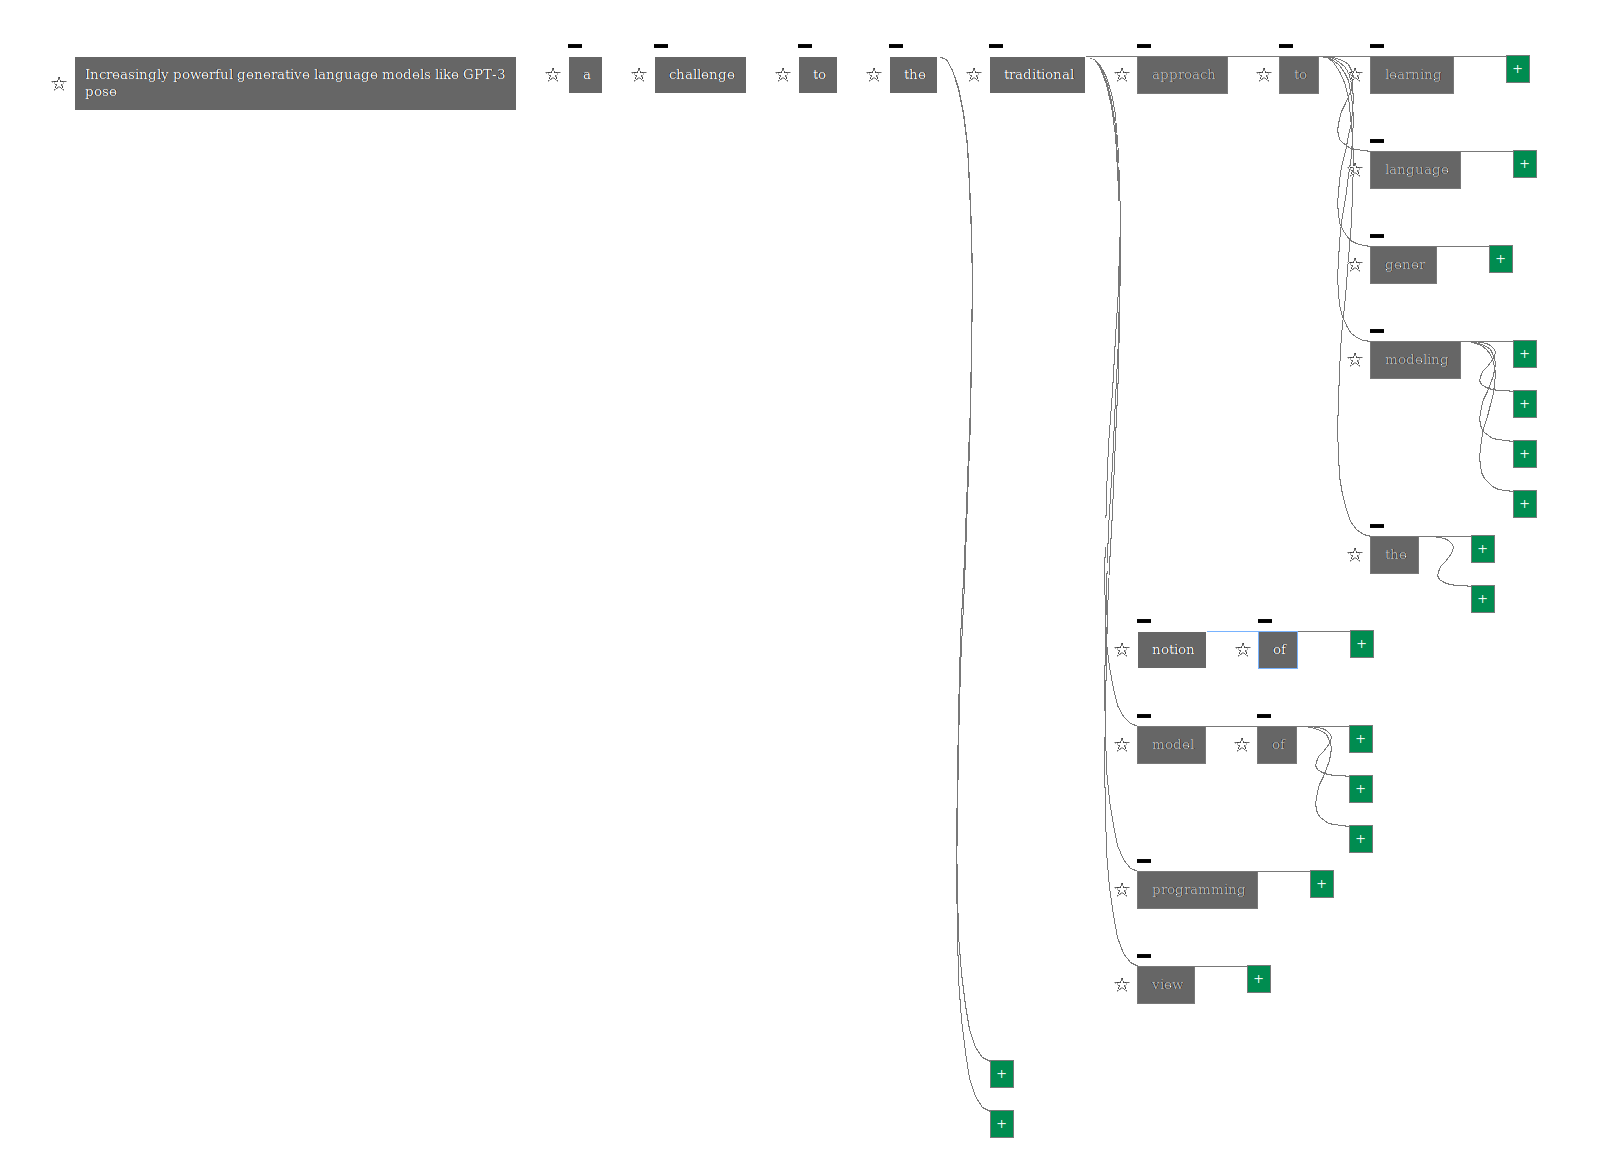 Increasingly powerful generative language models like GPT-3
pose
a challenge to the traditional approach to learning
+
language +
gener +
modeling +
+
+
+
the +
+
notion of +
model of +
+
+
programming +
view +
+
+